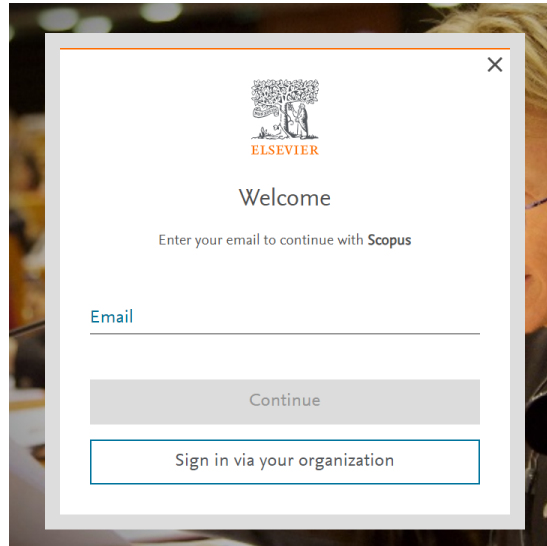 ELSEVIER
Welcome
Enter your email to continue with Scopus
Email
Continue
Sign in via your organization